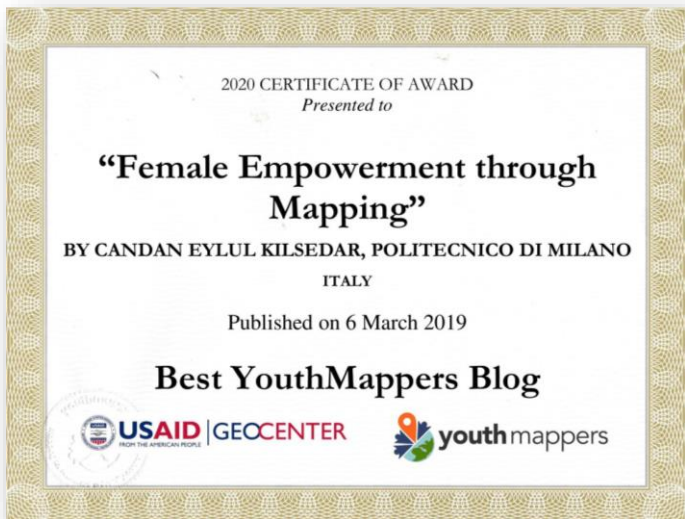 2020 CERTIFICATE OF AWARD
Presented to
“Female Empowerment through
Mapping”
BY CANDAN EYLUL KILSEDAR, POLITECNICO DI MILANO
ITALY
Published on 6 March 2019
Best YouthMappers Blog
USAID | GEOCENTER
FROM THE AMERICAN PEOPLE
youthmappers